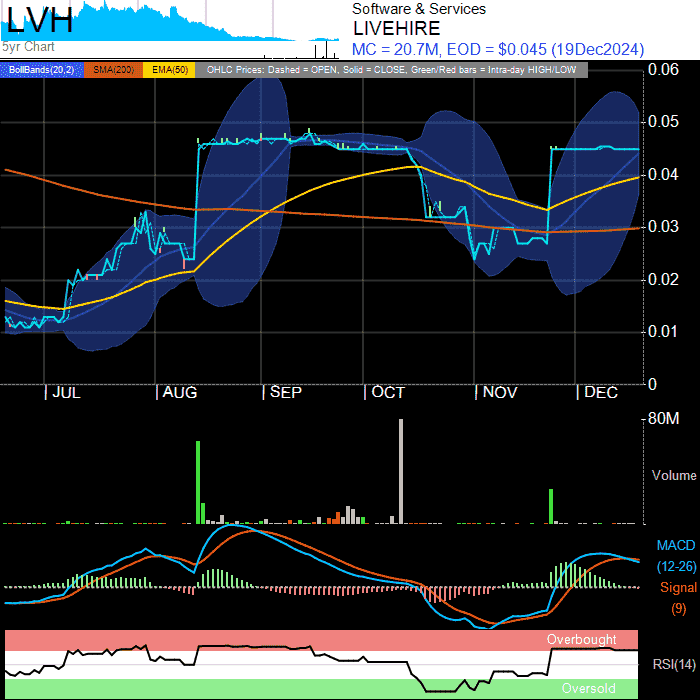 LVH
5yr Chart
Software & Services
LIVEHIRE
MC = 20.7M, EOD = $0.045 (19Dec2024)
BollBands(20,2) SMA(200) EMA(50) OHLC Prices: Dashed = OPEN, Solid = CLOSE, Green/Red bars = Intra-day HIGH/LOW
0.06
0.05
0.04
0.03
0.02
0.01
0
| JUL | AUG | SEP | OCT | NOV | DEC
80M
Volume
MACD
(12-26)
Signal
(9)
Overbought
RSI(14)
Oversold